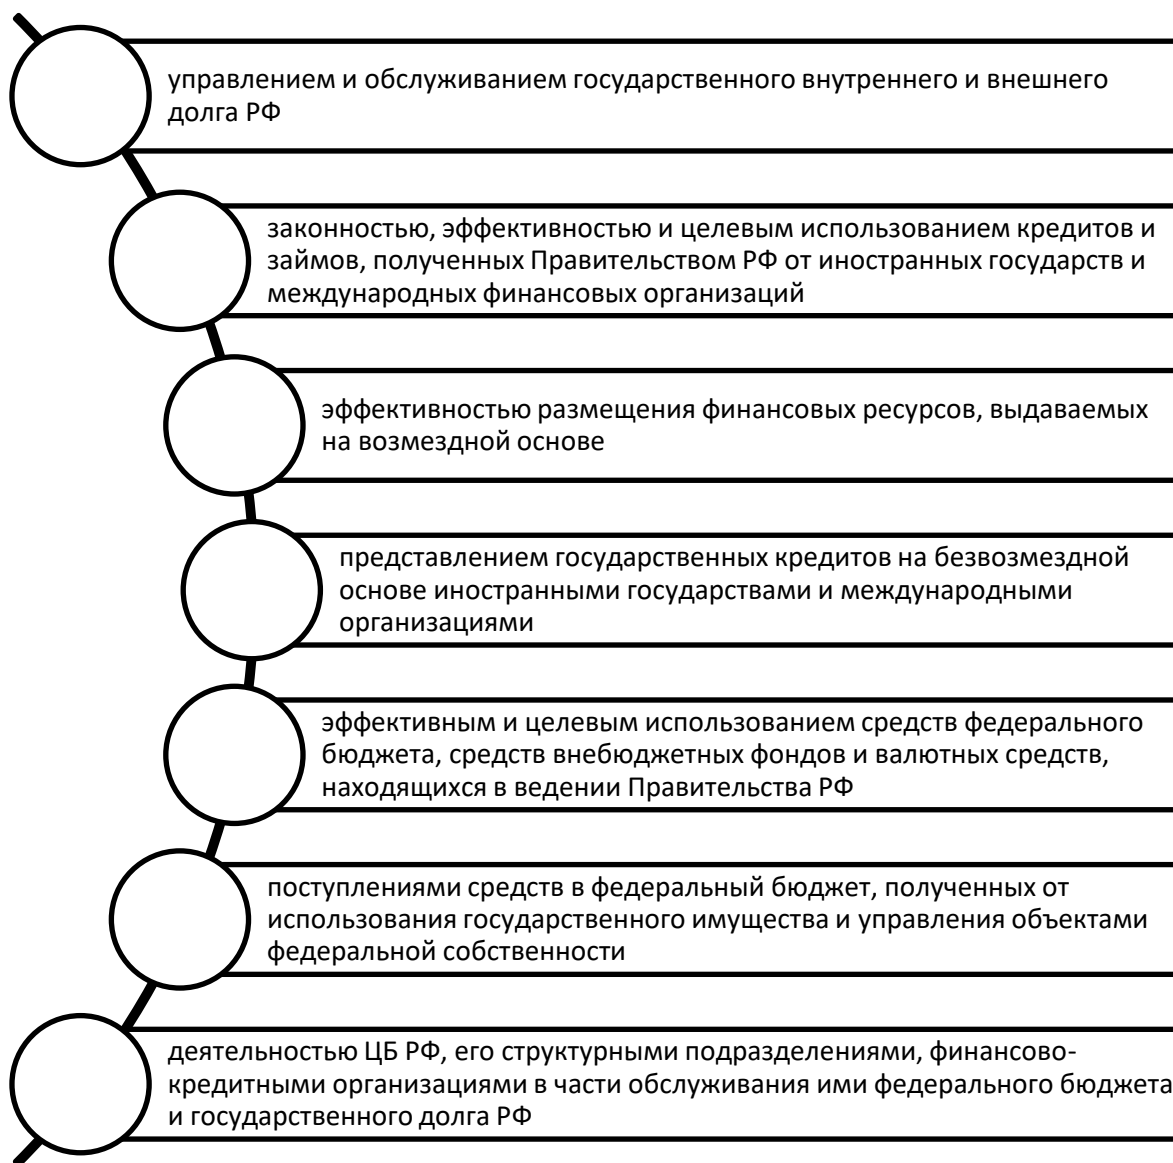 управлением и обслуживанием государственного внутреннего и внешнего
долга РФ
законностью, эффективностью и целевым использованием кредитов и
займов, полученных Правительством РФ от иностранных государств и
международных финансовых организаций
эффективностью размещения финансовых ресурсов, выдаваемых
на возмездной основе
представлением государственных кредитов на безвозмездной
основе иностранными государствами и международными
организациями
эффективным и целевым использованием средств федерального
бюджета, средств внебюджетных фондов и валютных средств,
находящихся в ведении Правительства РФ
поступлениями средств в федеральный бюджет, полученных от
использования государственного имущества и управления объектами
федеральной собственности
деятельностью ЦБ РФ, его структурными подразделениями, финансово-
кредитными организациями в части обслуживания ими федерального бюджета
и государственного долга РФ